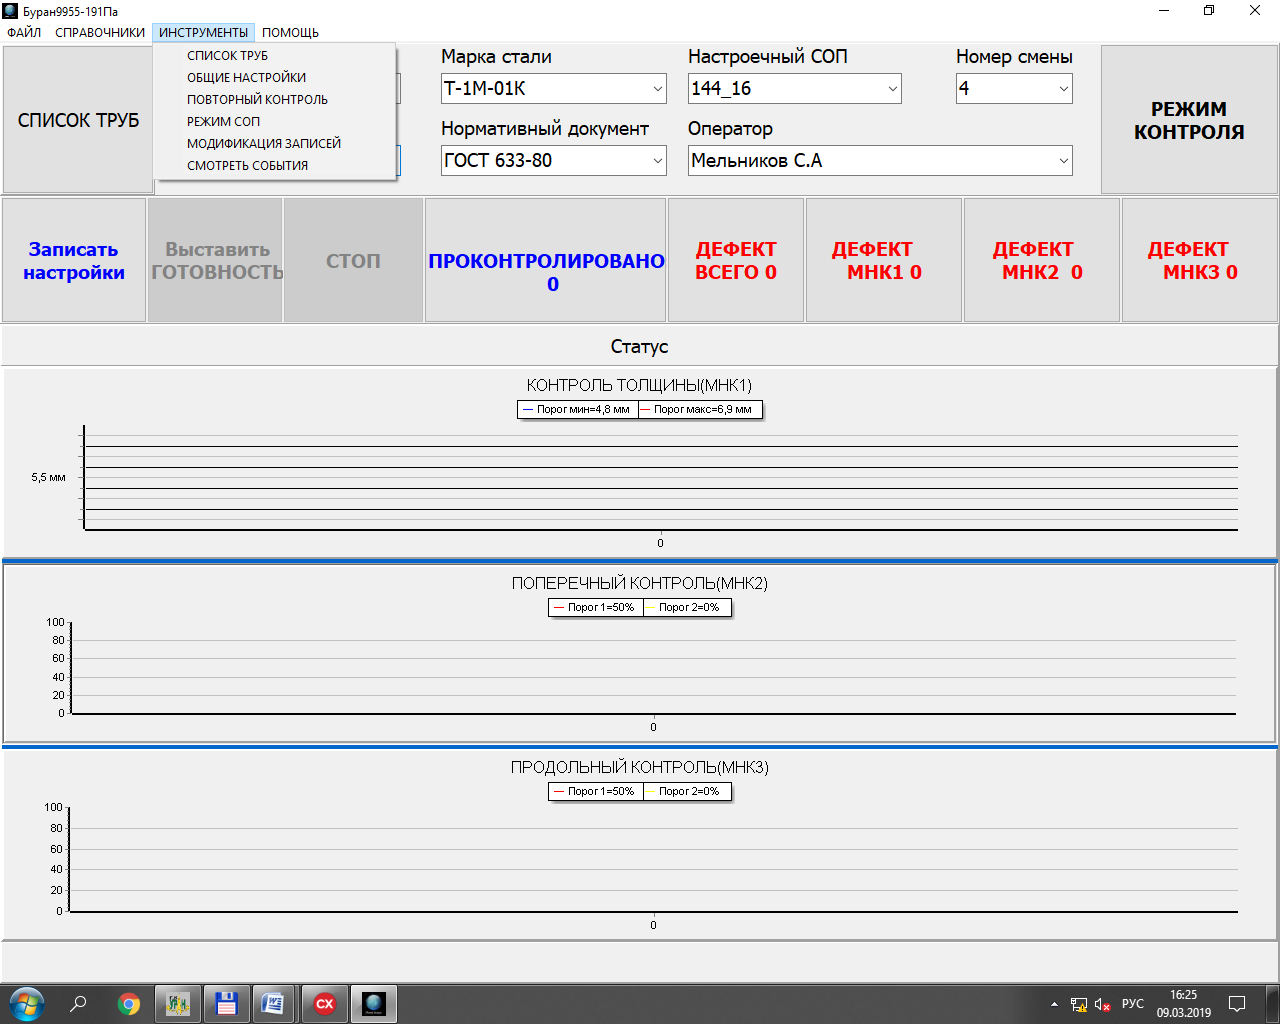 Буран9955-191Па
ФАЙЛ СПРАВОЧНИКИ ИНСТРУМЕНТЫ ПОМОЩЬ
СПИСОК ТРУБ
ОБЩИЕ НАСТРОЙКИ
ПОВТОРНЫЙ КОНТРОЛЬ
РЕЖИМ СОП
МОДИФИКАЦИЯ ЗАПИСЕЙ
СМОТРЕТЬ СОБЫТИЯ
СПИСОК ТРУБ
Марка стали
Т-1М-01К
Настроечный СОП
144_16
Номер смены
4
Нормативный документ
ГОСТ 633-80
Оператор
Мельников С.А
РЕЖИМ
КОНТРОЛЯ
Записать
настройки
Выставить
ГОТОВНОСТЬ
СТОП
ПРОКОНТРОЛИРОВАНО
0
ДЕФЕКТ
ВСЕГО 0
ДЕФЕКТ
МНК1 0
ДЕФЕКТ
МНК2 0
ДЕФЕКТ
МНК3 0
Статус
КОНТРОЛЬ ТОЛЩИНЫ(МНК1)
Порог мин=4,8 мм Порог макс=6,9 мм
5,5 мм
0
ПОПЕРЕЧНЫЙ КОНТРОЛЬ(МНК2)
Порог 1=50% Порог 2=0%
100
80
60
40
20
0
0
ПРОДОЛЬНЫЙ КОНТРОЛЬ(МНК3)
Порог 1=50% Порог 2=0%
100
80
60
40
20
0
0
CX
РУС
16:25
09.03.2019